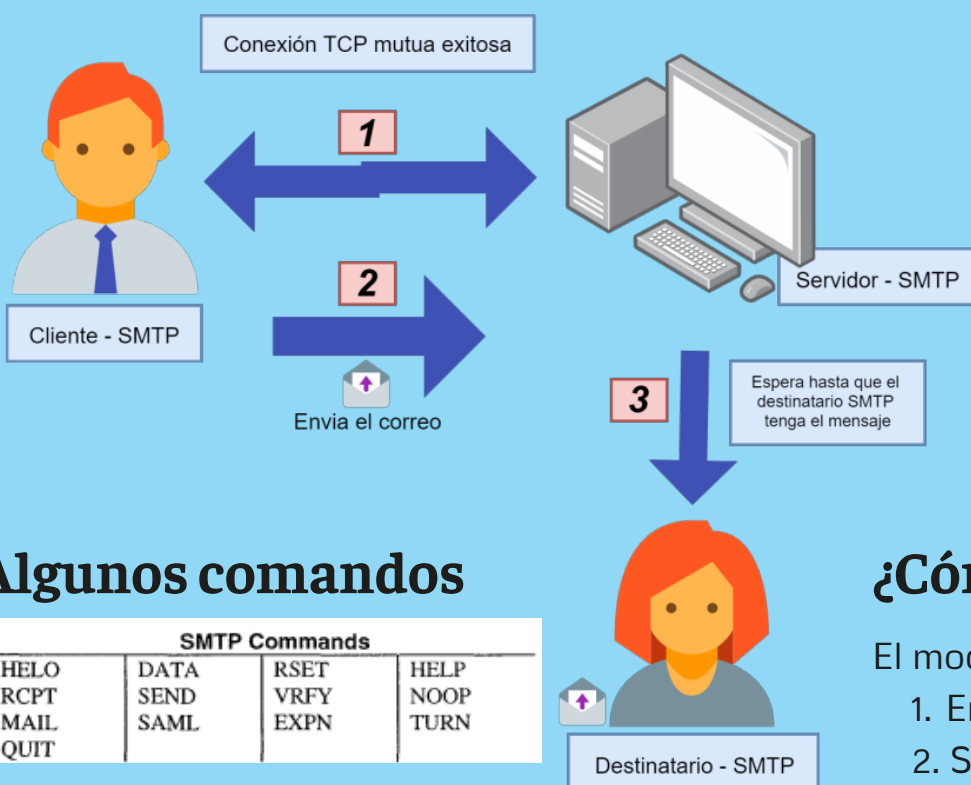 Conexión TCP mutua exitosa
1
Servidor - SMTP
Cliente - SMTP
2
Envia el correo
3
Espera hasta que el
destinatario SMTP
tenga el mensaje
Algunos comandos
SMTP Commands
HELO DATA RSET HELP
RCPT SEND VRFY NOOP
MAIL SAML EXPN TURN
QUIT
Destinatario - SMTP
El
1.
2.